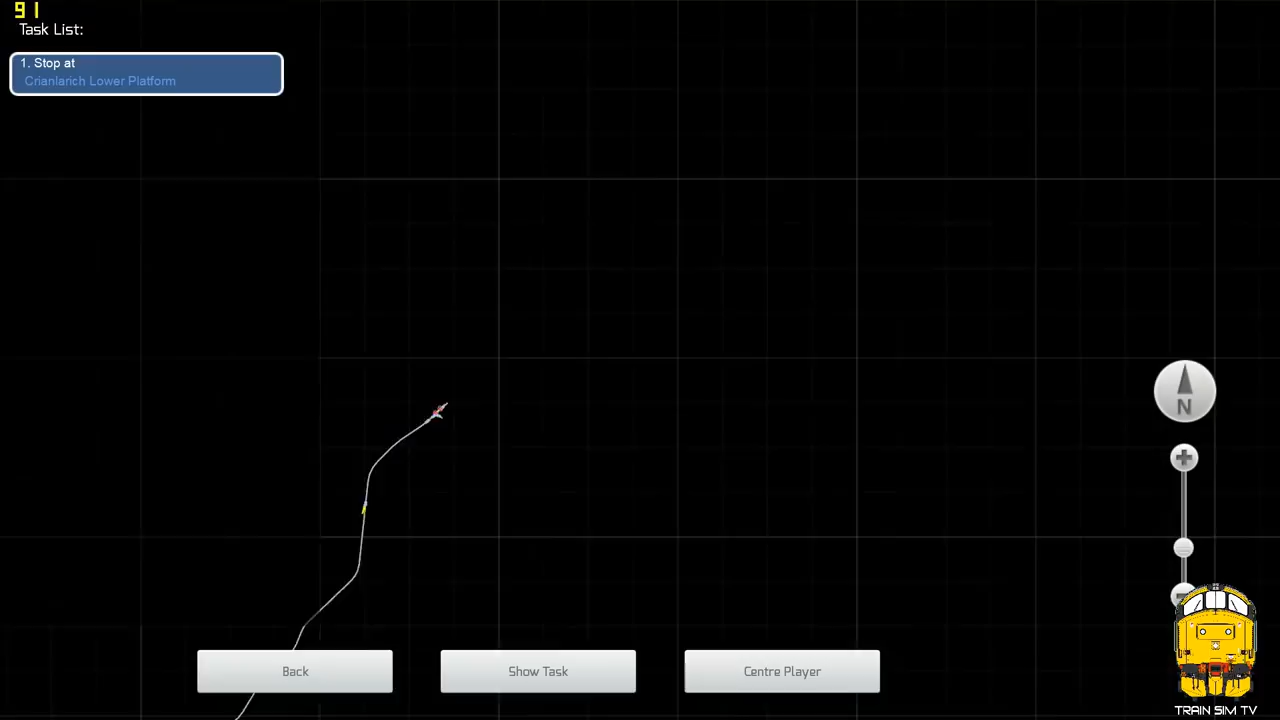 91
Task List:
1. Stop at
Crianlarich Lower Platform
N
Back
Show Task
Centre Player
TRAIN SIM TV